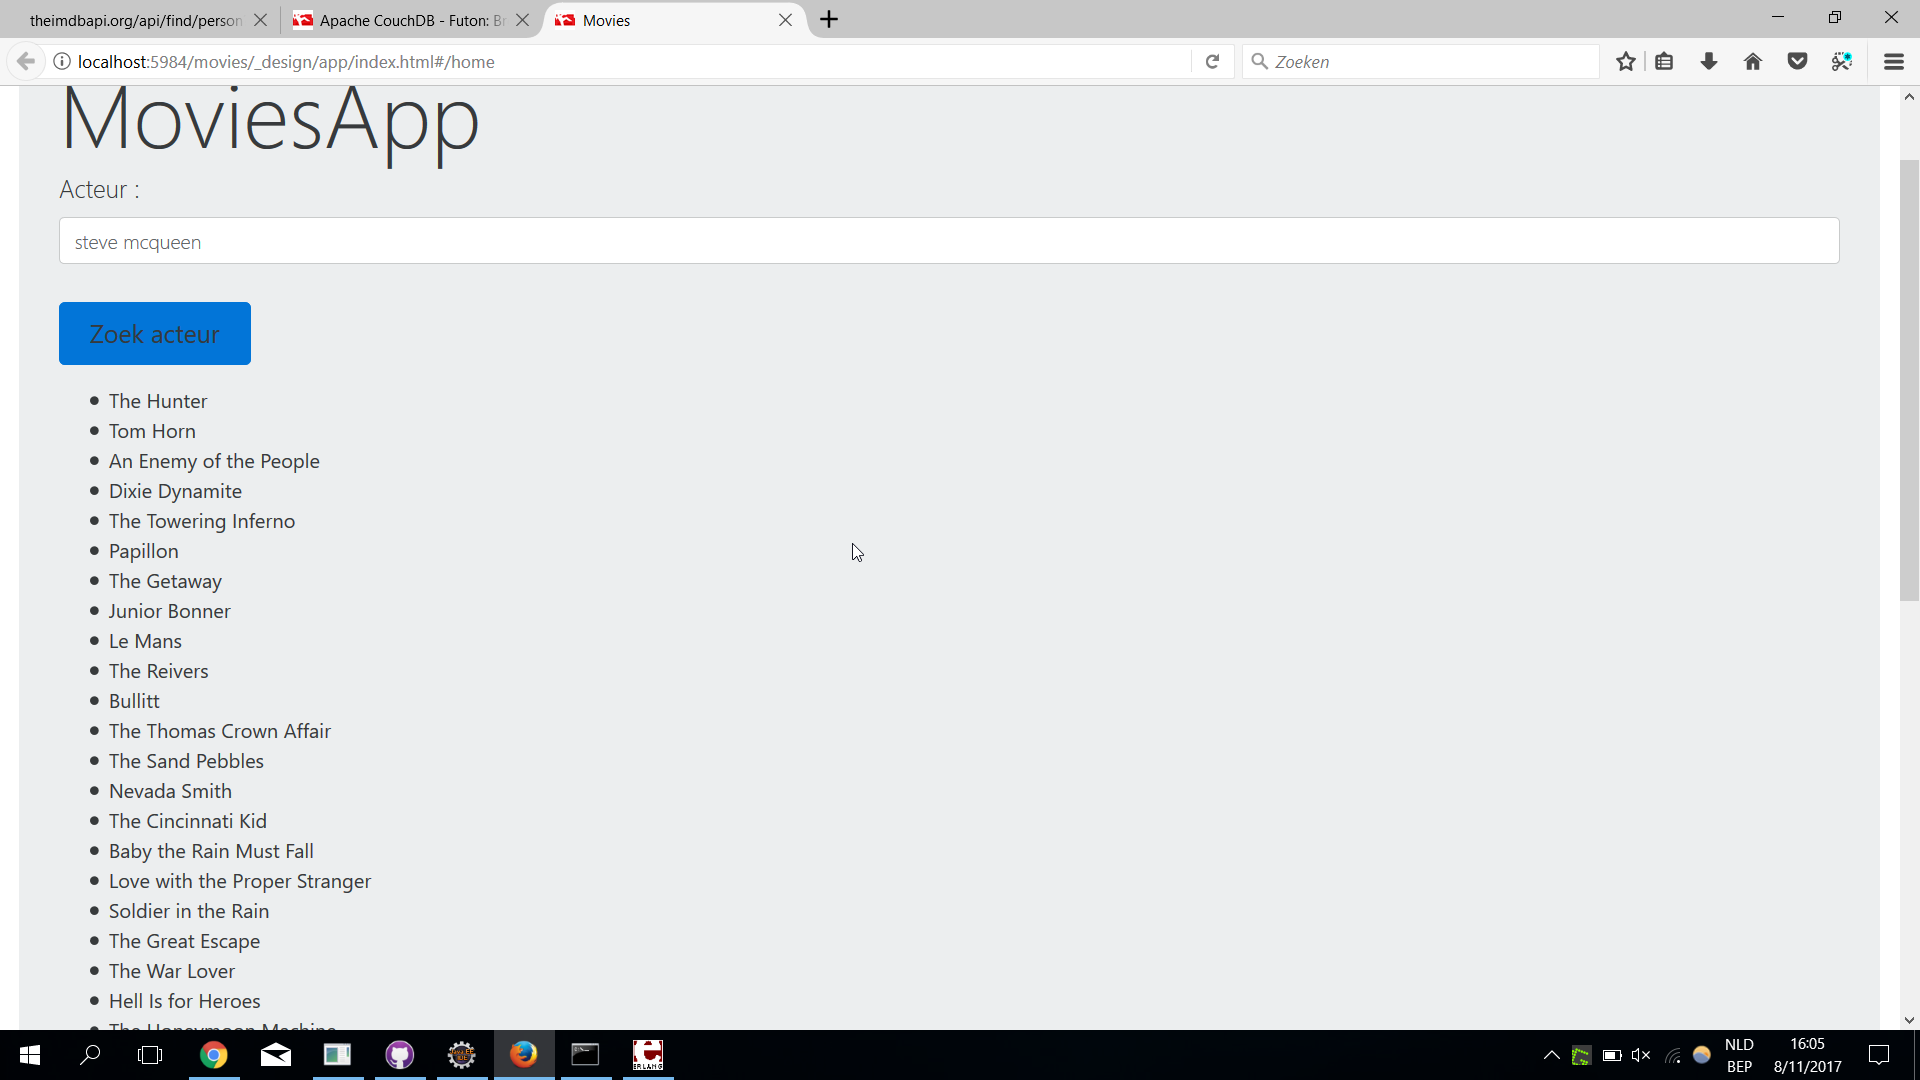 theimdbapi.org/api/find/person
Apache CouchDB - Futon: Br
Movies
localhost:5984/movies/_design/app/index.html#/home
Zoeken
MoviesApp
Acteur :
steve mcqueen
Zoek acteur
The Hunter
Tom Horn
An Enemy of the People
Dixie Dynamite
The Towering Inferno
Papillon
The Getaway
Junior Bonner
Le Mans
The Reivers
Bullitt
The Thomas Crown Affair
The Sand Pebbles
Nevada Smith
The Cincinnati Kid
Baby the Rain Must Fall
Love with the Proper Stranger
Soldier in the Rain
The Great Escape
The War Lover
Hell Is for Heroes
The Honeymoon Machine
ERLANG
NLD
BEP
16:05
8/11/2017